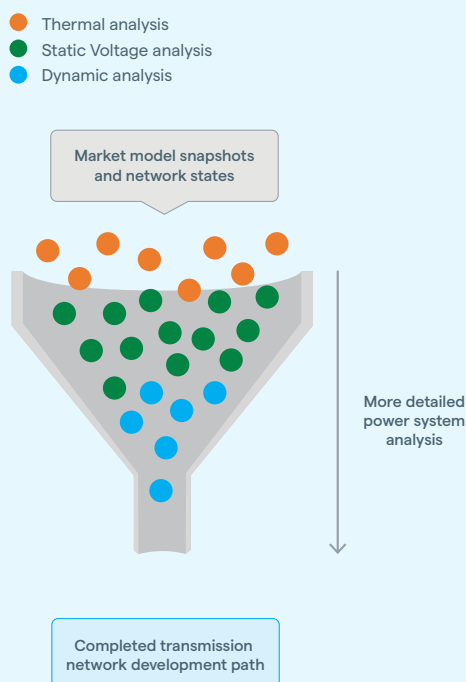 Thermal analysis
Static Voltage analysis
Dynamic analysis
Market model snapshots
and network states
More detailed
power system
analysis
Completed transmission
network development path